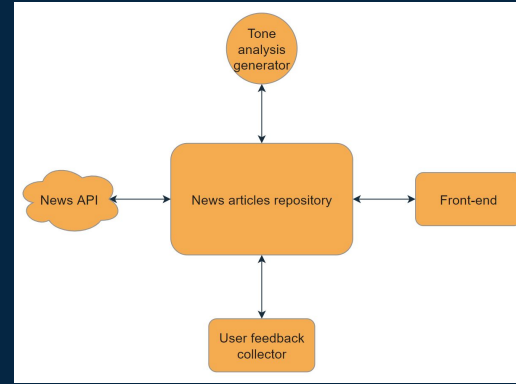 Tone
analysis
generator
News API
News articles repository
Front-end
User feedback
collector